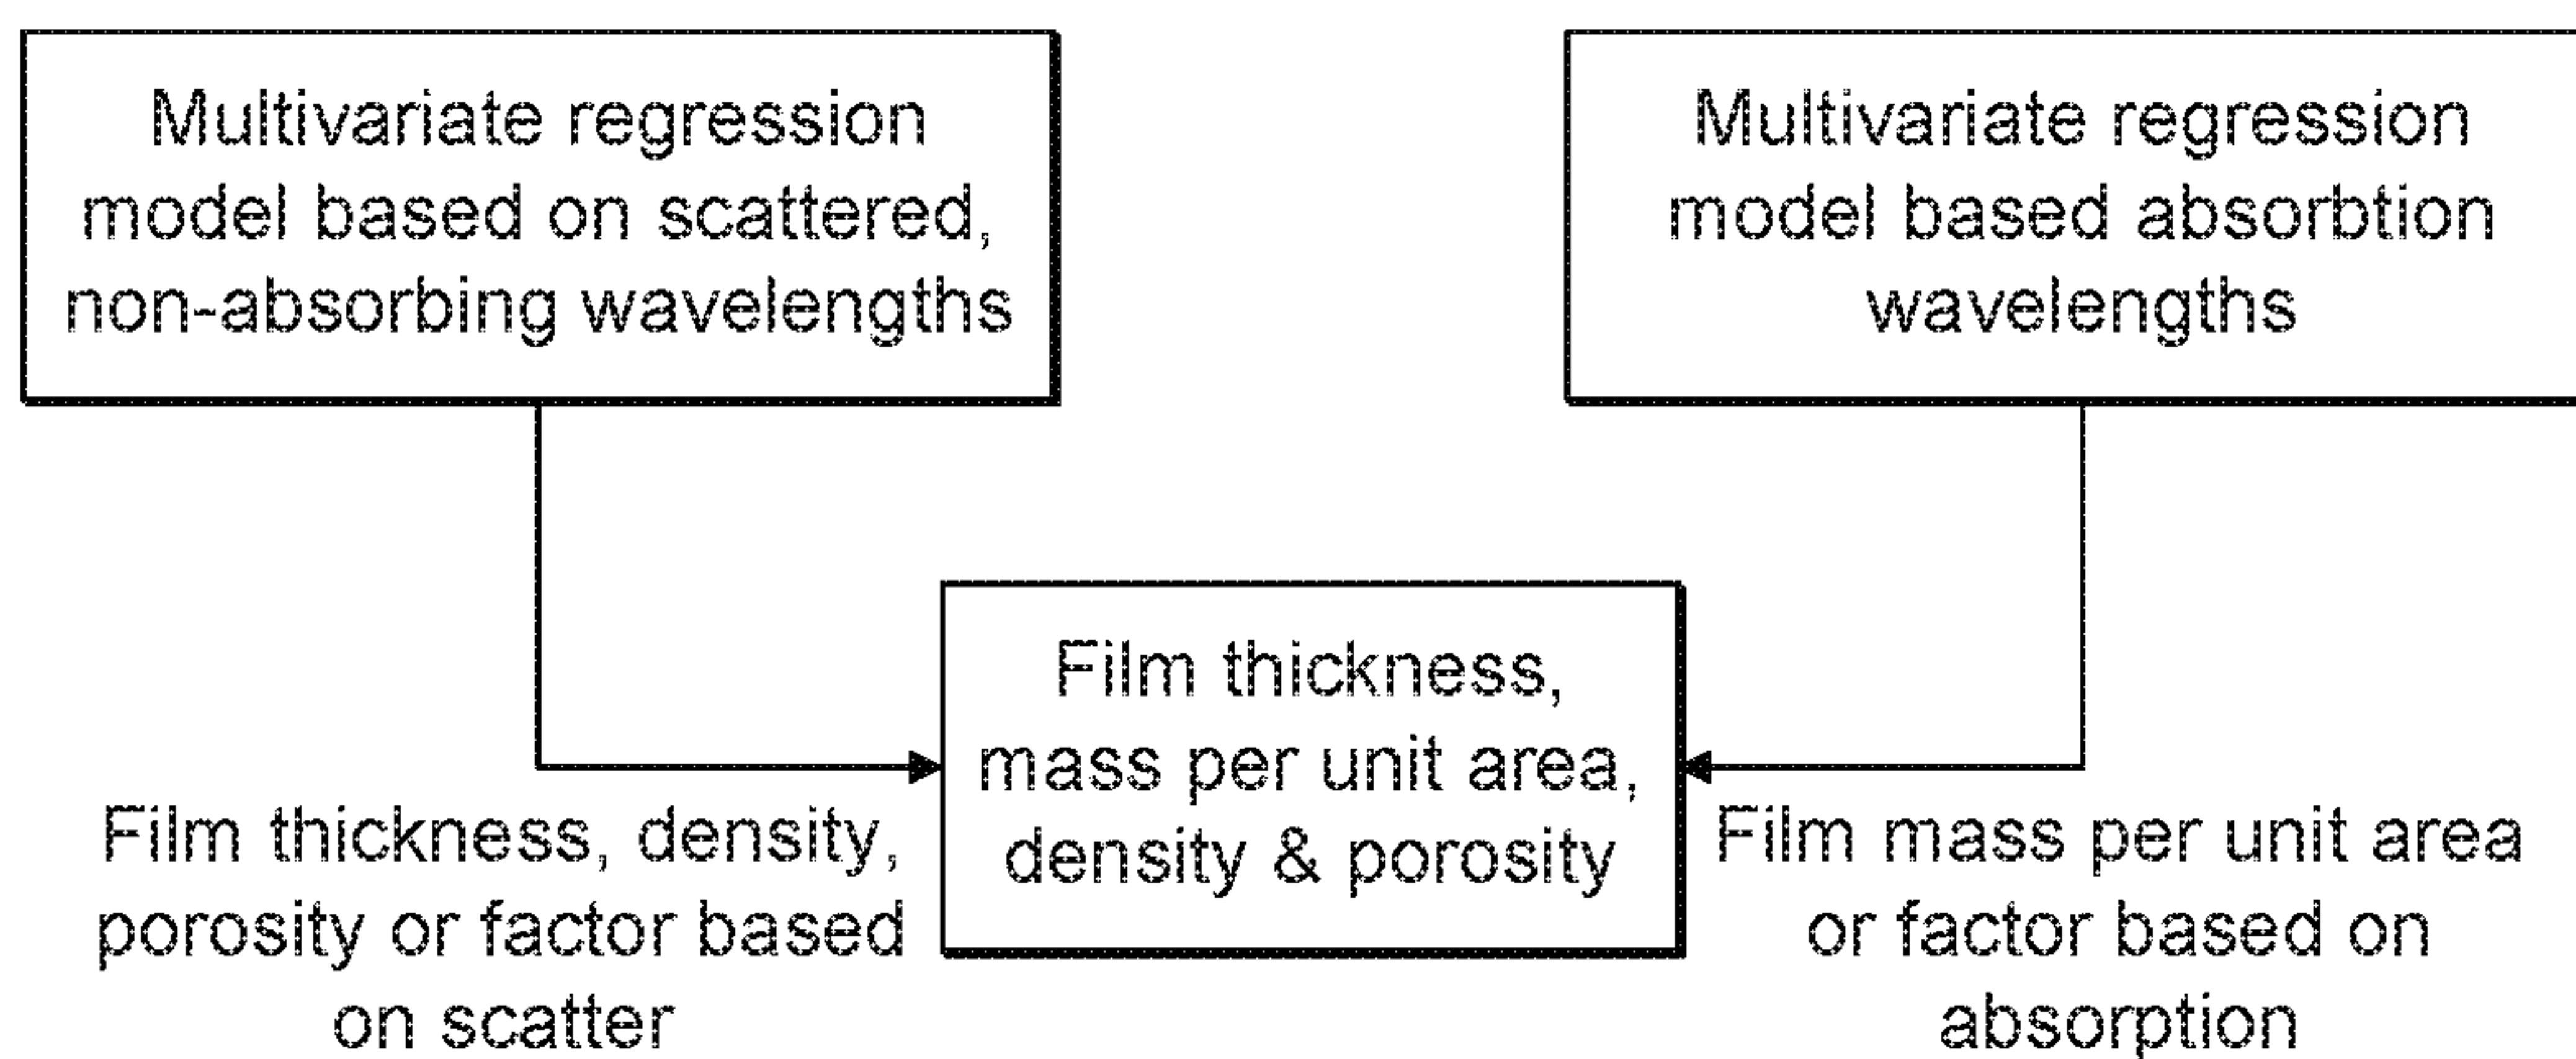 Multivariate regression
model based on scattered,
non-absorbing wavelengths
Multivariate regression
model based absorbtion
wavelengths
Film thickness,
mass per unit area,
density & porosity
Film thickness, density,
porosity or factor based
on scatter
Film mass per unit area
or factor based on
absorption